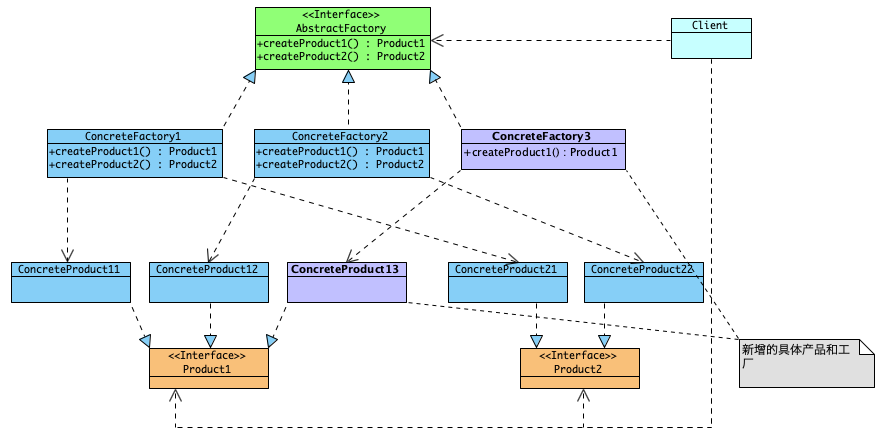 <<Interface>>
AbstractFactory
+createProduct1() : Product1
+createProduct2() : Product2
Client
ConcreteFactory1
+createProduct1() : Product1
+createProduct2() : Product2
ConcreteFactory2
+createProduct1() : Product1
+createProduct2() : Product2
ConcreteFactory3
+createProduct1() : Product1
ConcreteProduct11
ConcreteProduct12
ConcreteProduct13
ConcreteProduct21
ConcreteProduct22
<<Interface>>
Product1
<<Interface>>
Product2
新增的具体产品和工
厂